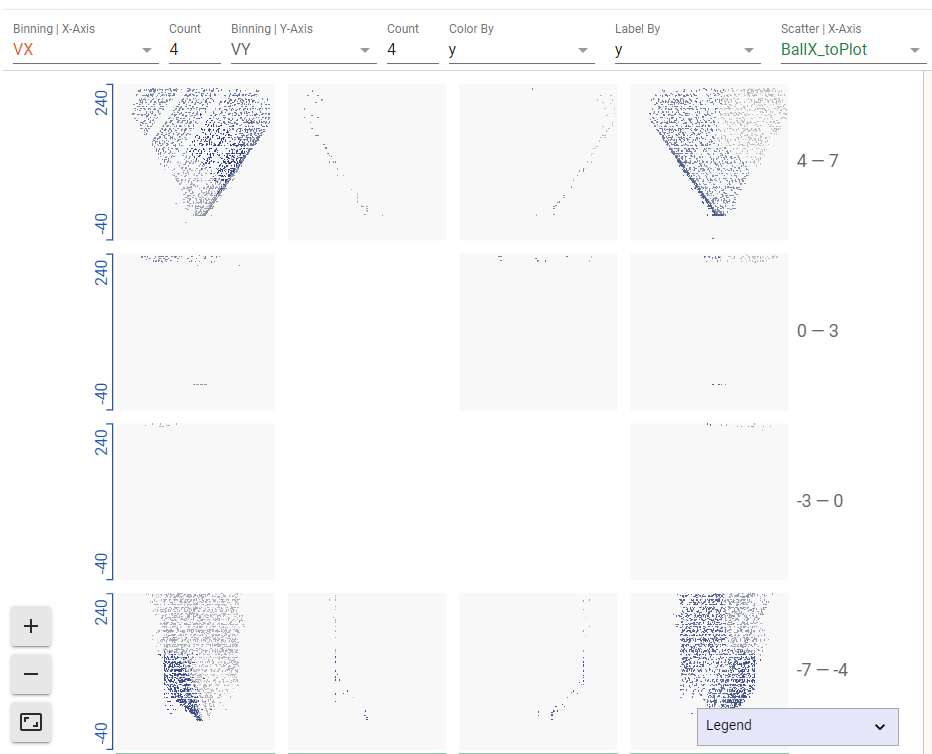 Binning | X-Axis Count Binning | Y-Axis Count Color By Label By Scatter | X-Axis
VX 4 VY 4 y y BallX_toPlot
240
-40
4 – 7
240
-40
0 – 3
240
-40
-3 – 0
240
-40
-7 – -4
Legend